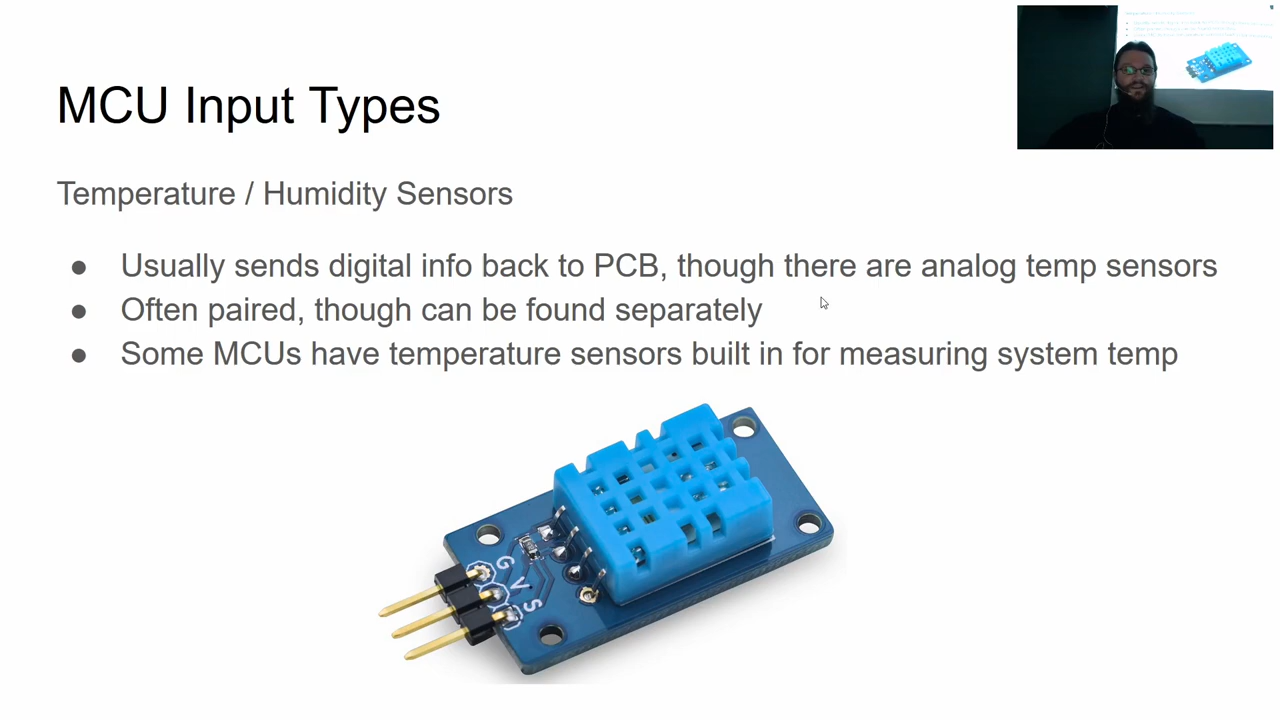 MCU Input Types
Temperature / Humidity Sensors
● Usually sends digital info back to PCB, though there are analog temp sensors
● Often paired, though can be found separately
● Some MCUs have temperature sensors built in for measuring system temp
G
V
S